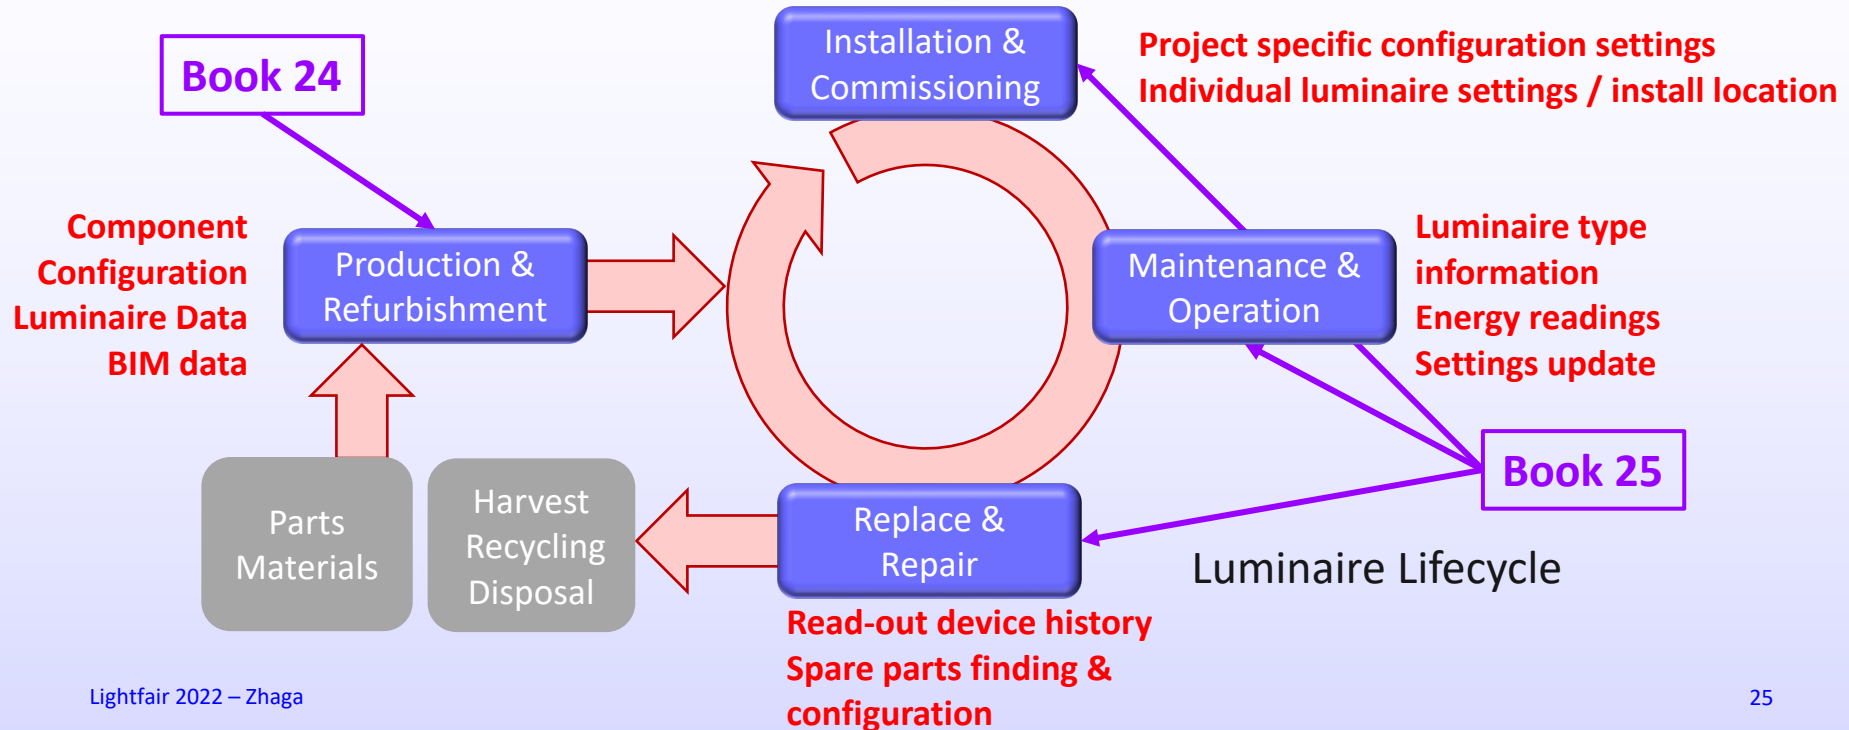 Book 24
Installation &
Commissioning
Project specific configuration settings
Individual luminaire settings / install location
Component
Configuration
Luminaire Data
BIM data
Production &
Refurbishment
Maintenance &
Operation
Luminaire type
information
Energy readings
Settings update
Book 25
Parts
Materials
Harvest
Recycling
Disposal
Replace &
Repair
Luminaire Lifecycle
Read-out device history
Spare parts finding &
configuration
Lightfair 2022 – Zhaga
25